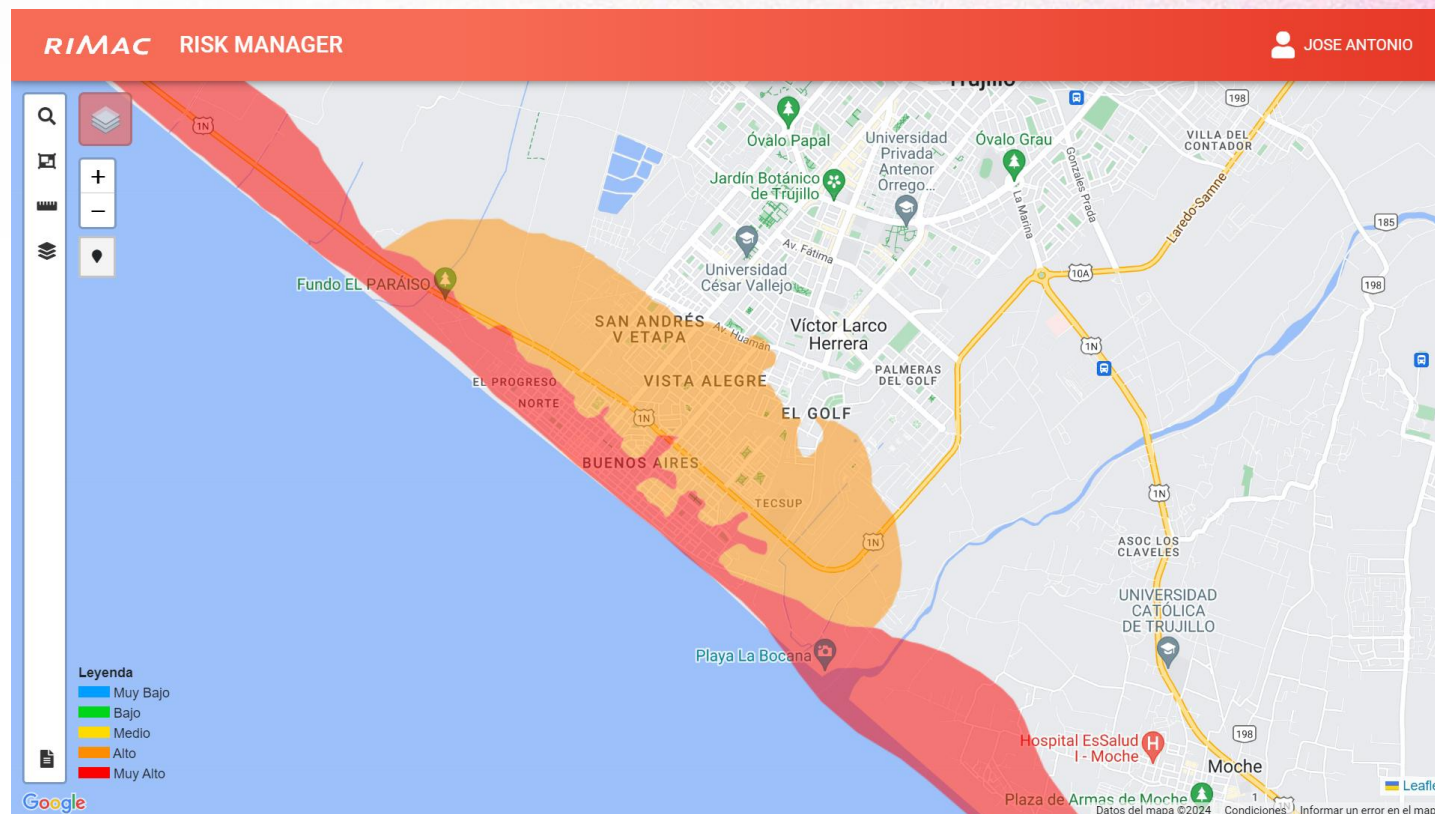 RIMAC RISK MANAGER
JOSE ANTONIO
Trujillo
1N
198
Óvalo Papal
Universidad
Privada
Antenor
Orrego...
Óvalo Grau
VILLA DEL
CONTADOR
Jardín Botánico
de Trujillo
Gonzales Prada
La Marina
Laredo-Samne
185
Av. Fátima
Universidad
César Vallejo
10A
198
Fundo EL PARAÍSO
SAN ANDRÉS
V ETAPA
Av. Huaman
Víctor Larco
Herrera
1N
PALMERAS
DEL GOLF
EL PROGRESO
NORTE
VISTA ALEGRE
1N
EL GOLF
BUENOS AIRES
TECSUP
1N
1N
ASOC LOS
CLAVELES
UNIVERSIDAD
CATÓLICA
DE TRUJILLO
Playa La Bocana
Leyenda
Muy Bajo
Bajo
Medio
Alto
Muy Alto
Hospital EsSalud
I - Moche
H
198
Moche
Plaza de Armas de Moche
1
1N
Google
Leafle
Datos del mapa ©2024 Condiciones Informar un error en el map